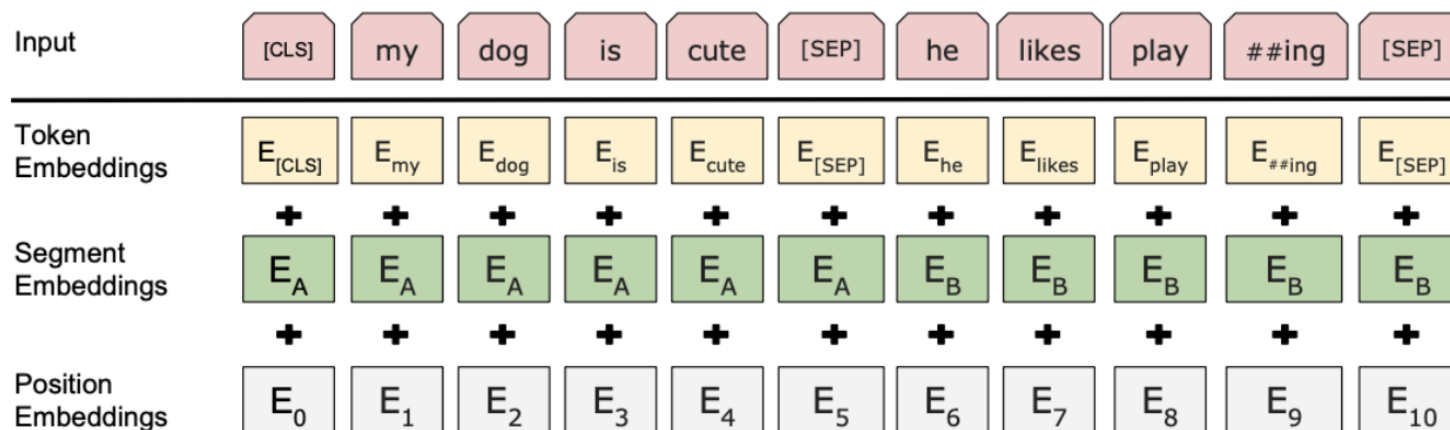 Input [CLS] my dog is cute [SEP] he likes play ##ing [SEP]
Token Embeddings E[CLS] Emy Edog Eis Ecute E[SEP] Ehe Elikes Eplay E##ing E[SEP]
+ + + + + + + + + + +
Segment Embeddings EA EA EA EA EA EA EB EB EB EB EB
+ + + + + + + + + + +
Position Embeddings E0 E1 E2 E3 E4 E5 E6 E7 E8 E9 E10